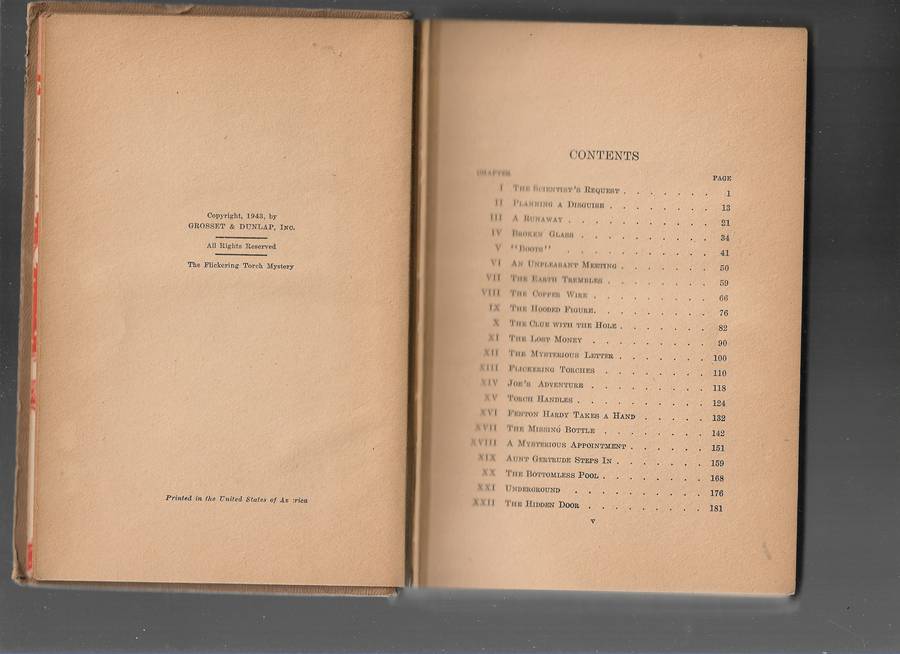 Copyright, 1943, by
GROSSET & DUNLAP, Inc.
All Rights Reserved
The Flickering Torch Mystery
Printed in the United States of Am rica
CONTENTS
CHAPTER PAGE
I The Scientist's Request . . . . . . . 1
II Planning a Disguise . . . . . . . 13
III A Runaway . . . . . . . . . . 21
IV Broken Glass . . . . . . . . . 34
V "Boots" . . . . . . . . . . 41
VI An Unpleasant Meeting . . . . . . . 50
VII The Earth Trembles . . . . . . . . 59
VIII The Copper Wire . . . . . . . . 66
IX The Hooded Figure . . . . . . . . 76
X The Clue with the Hole . . . . . . . 82
XI The Lost Money . . . . . . . . 90
XII The Mysterious Letter . . . . . . . 100
XIII Flickering Torches . . . . . . . 110
XIV Joe's Adventure . . . . . . . . 118
XV Torch Handles . . . . . . . . . 124
XVI Fenton Hardy Takes a Hand . . . . . 132
XVII The Missing Bottle . . . . . . . 142
XVIII A Mysterious Appointment . . . . . . 151
XIX Aunt Gertrude Steps In . . . . . . . 159
XX The Bottomless Pool . . . . . . . . 168
XXI Underground . . . . . . . . . 176
XXII The Hidden Door . . . . . . . . 181
v